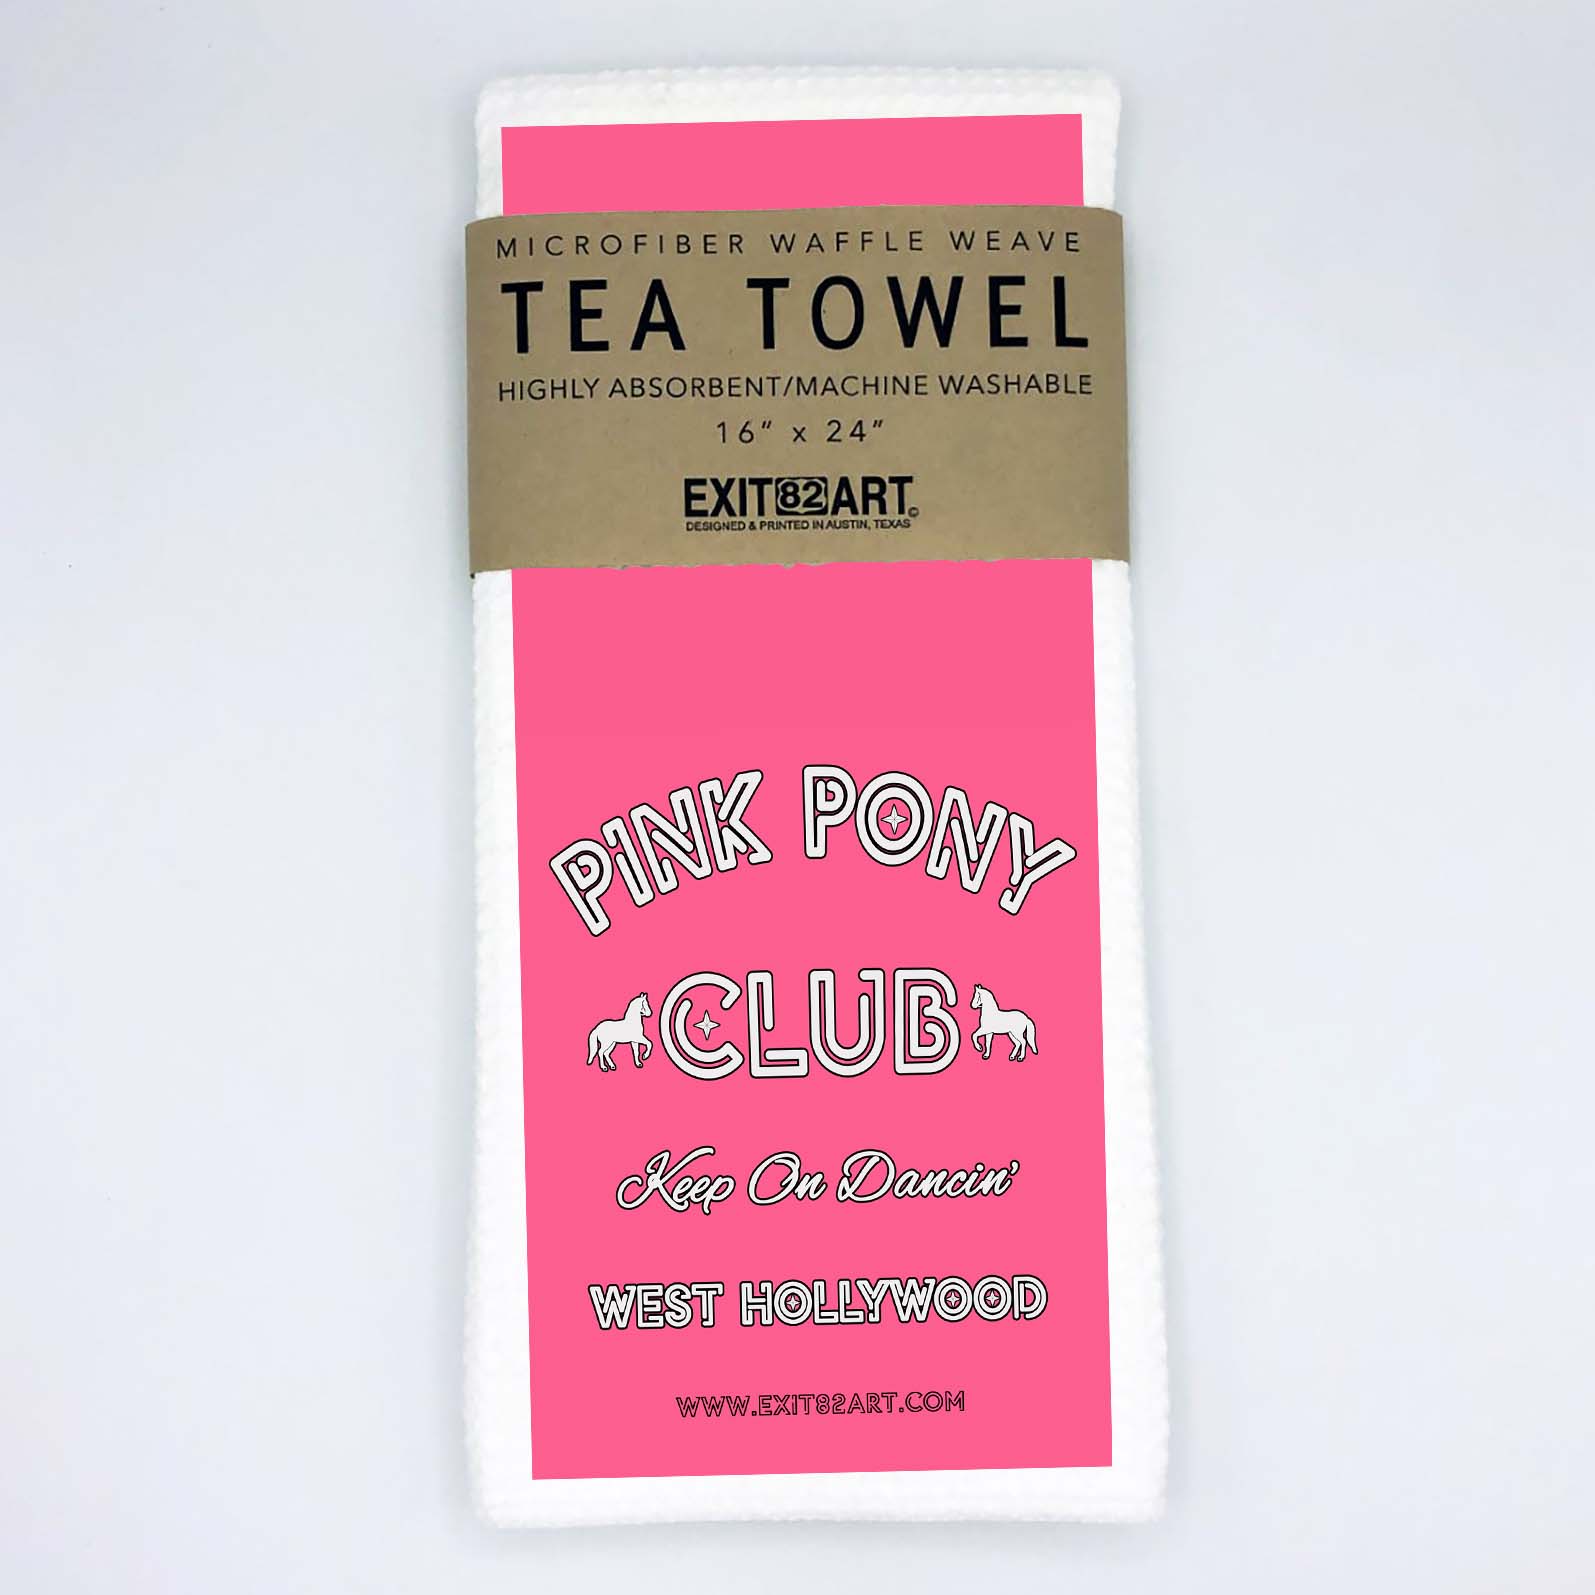 MICROFIBER WAFFLE WEAVE
TEA TOWEL
HIGHLY ABSORBENT/MACHINE WASHABLE
16” x 24”
EXIT82ART©
DESIGNED & PRINTED IN AUSTIN, TEXAS
PINK PONY
CLUB
Keep On Dancin’
WEST HOLLYWOOD
WWW.EXIT82ART.COM